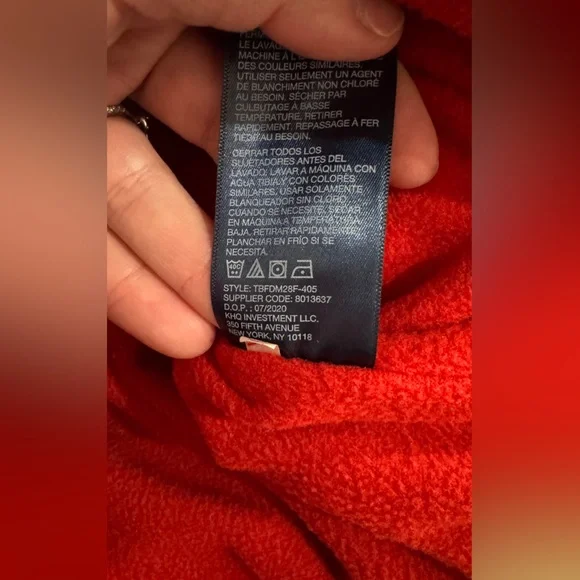 LE LAVAGE
MACHINE À L'EAU
DES COULEURS SIMILAIRES.
UTILISER SEULEMENT UN AGENT
DE BLANCHIMENT NON CHLORÉ
AU BESOIN. SÉCHER PAR
CULBUTAGE À BASSE
TEMPÉRATURE, RETIRER
RAPIDEMENT. REPASSAGE À FER
TIÈDE AU BESOIN.
CERRAR TODOS LOS
SUJETADORES ANTES DEL
LAVADO. LAVAR A MÁQUINA CON
AGUA TIBIA Y CON COLORES
SIMILARES, USAR SOLAMENTE
BLANQUEADOR SIN CLORO
CUANDO SE NECESITE. SECAR
EN MÁQUINA A TEMPERATURA
BAJA. RETIRAR RÁPIDAMENTE.
PLANCHAR EN FRÍO SI SE
NECESITA.
40C
STYLE: TBFDM28F-405
SUPPLIER CODE: 8013637
D.O.P.: 07/2020
KHQ INVESTMENT LLC.
350 FIFTH AVENUE
NEW YORK, NY 10118